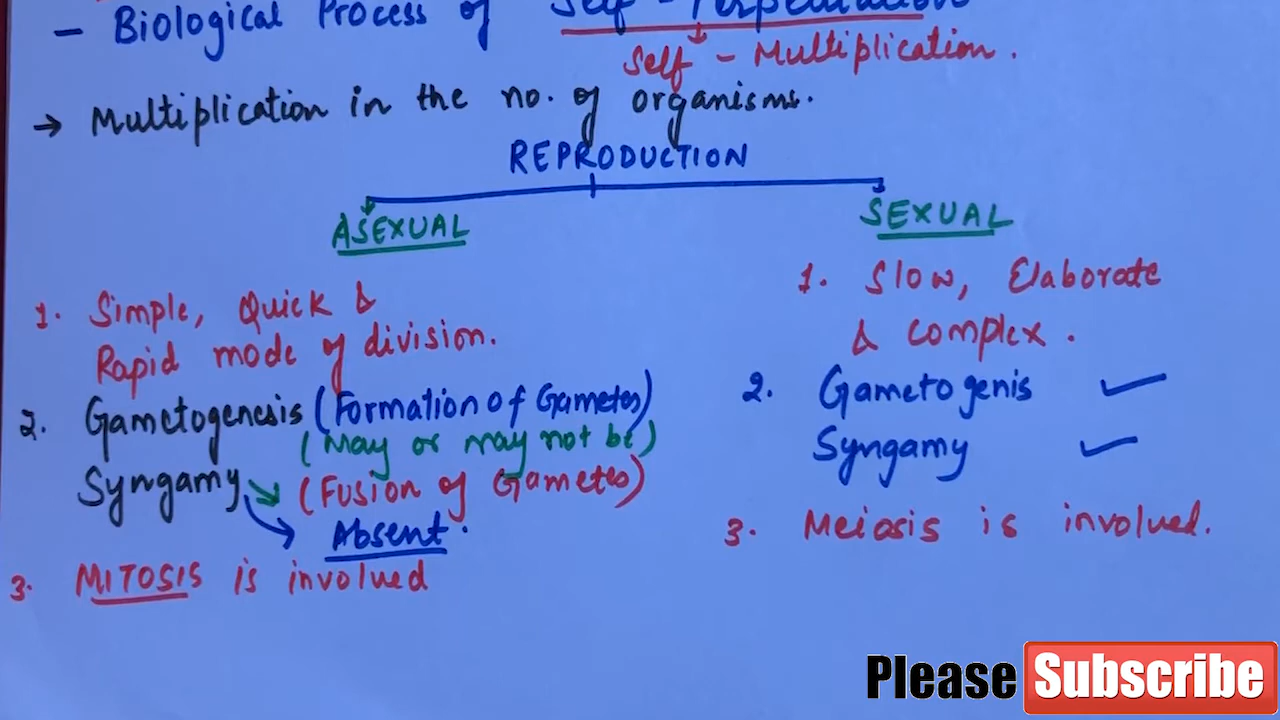 – Biological Process of Self - Perpetuation
Self - Multiplication.
→ Multiplication in the no. of organisms.
REPRODUCTION
ASEXUAL
SEXUAL
1. Simple, Quick &
Rapid mode of division.
2. Gametogenesis (Formation of Gametes)
(May or may not be)
Syngamy → (Fusion of Gametes)
→ Absent.
3. MITOSIS is involved
1. Slow, Elaborate
& complex.
2. Gametogenis ✓
Syngamy ✓
3. Meiosis is involved.
Please Subscribe